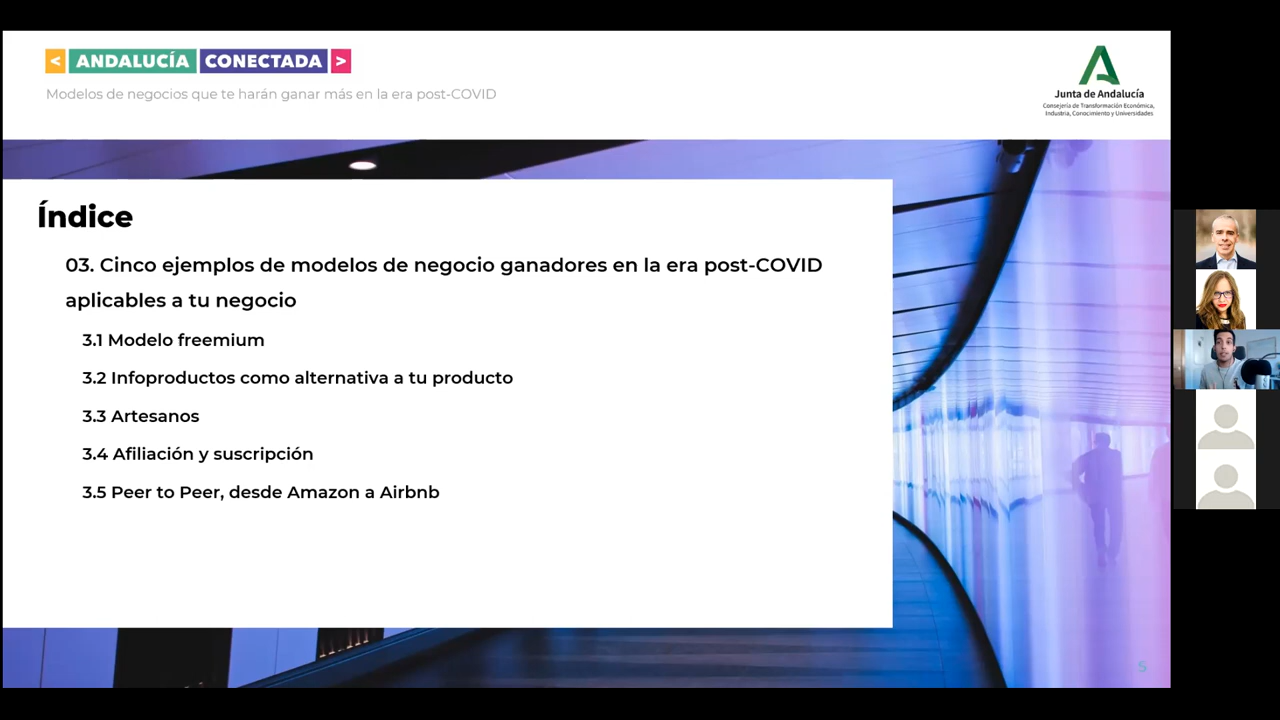 < ANDALUCÍA CONECTADA >
Modelos de negocios que te harán ganar más en la era post-COVID
Junta de Andalucía
Consejería de Transformación Económica,
Industria, Conocimiento y Universidades
Índice
03. Cinco ejemplos de modelos de negocio ganadores en la era post-COVID
aplicables a tu negocio
3.1 Modelo freemium
3.2 Infoproductos como alternativa a tu producto
3.3 Artesanos
3.4 Afiliación y suscripción
3.5 Peer to Peer, desde Amazon a Airbnb
5